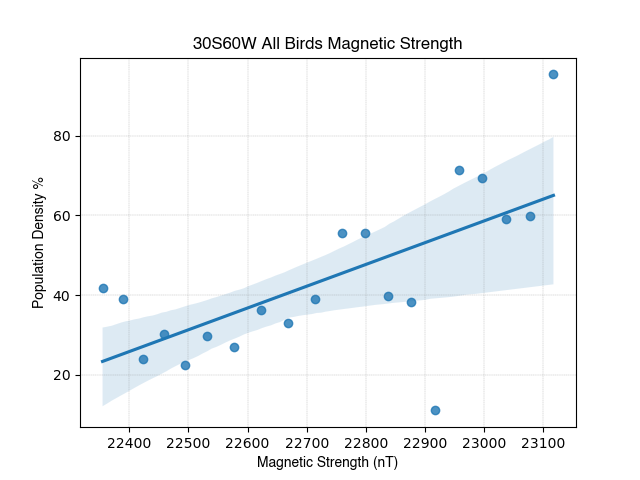 30S60W All Birds Magnetic Strength
Population Density %
80
60
40
20
22400 22500 22600 22700 22800 22900 23000 23100
Magnetic Strength (nT)